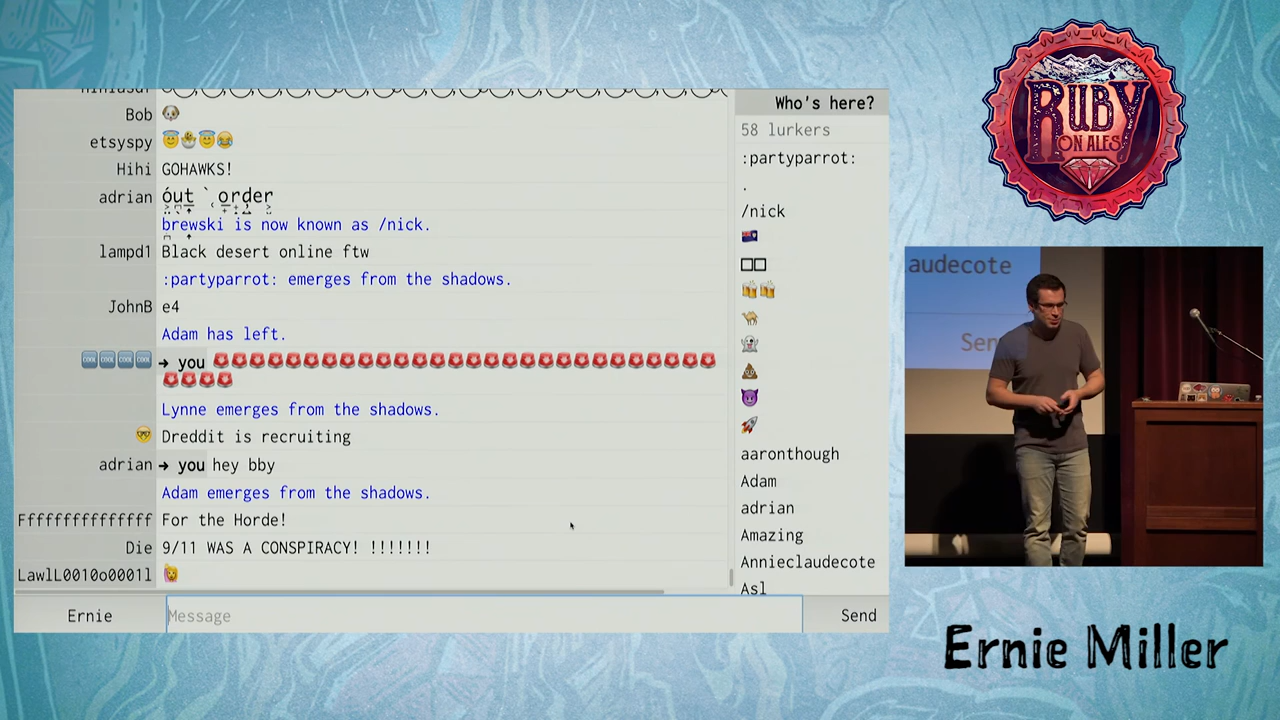 Bob 🐶
etsyspy 😇🐣😇😂
Hihi GOHAWKS!
adrian out ` order
brewski is now known as /nick.
lampd1 Black desert online ftw
:partyparrot: emerges from the shadows.
JohnB e4
Adam has left.
🆒🆒🆒🆒 → you 🚨🚨🚨🚨🚨🚨🚨🚨🚨🚨🚨🚨🚨🚨🚨🚨🚨🚨🚨🚨🚨🚨🚨🚨🚨🚨🚨🚨
🚨🚨🚨🚨
Lynne emerges from the shadows.
🤓 Dreddit is recruiting
adrian → you hey bby
Adam emerges from the shadows.
Fffffffffffffff For the Horde!
Die 9/11 WAS A CONSPIRACY! !!!!!!!
LawlL0010o0001l 🙋
Ernie Message Send
Who's here?
58 lurkers
:partyparrot:
.
/nick
aaronthough
Adam
adrian
Amazing
Annieclaudecote
Asl
RUBY
ON ALES
audecote
Sen
Ernie Miller